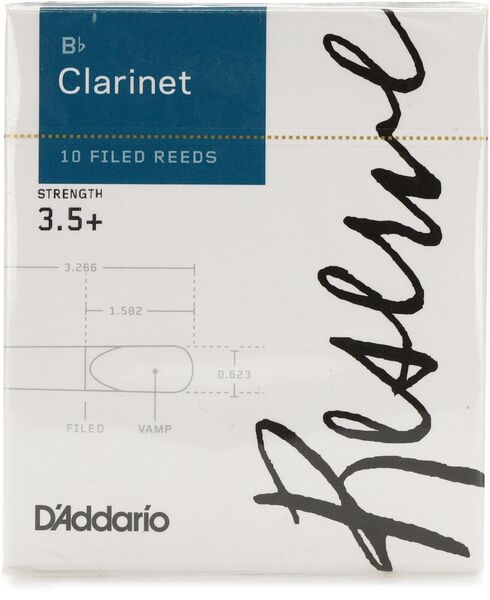 B♭
Clarinet
10 FILED REEDS
STRENGTH
3.5+
3.266
1.582
0.623
FILED VAMP
D'Addario
Reserve